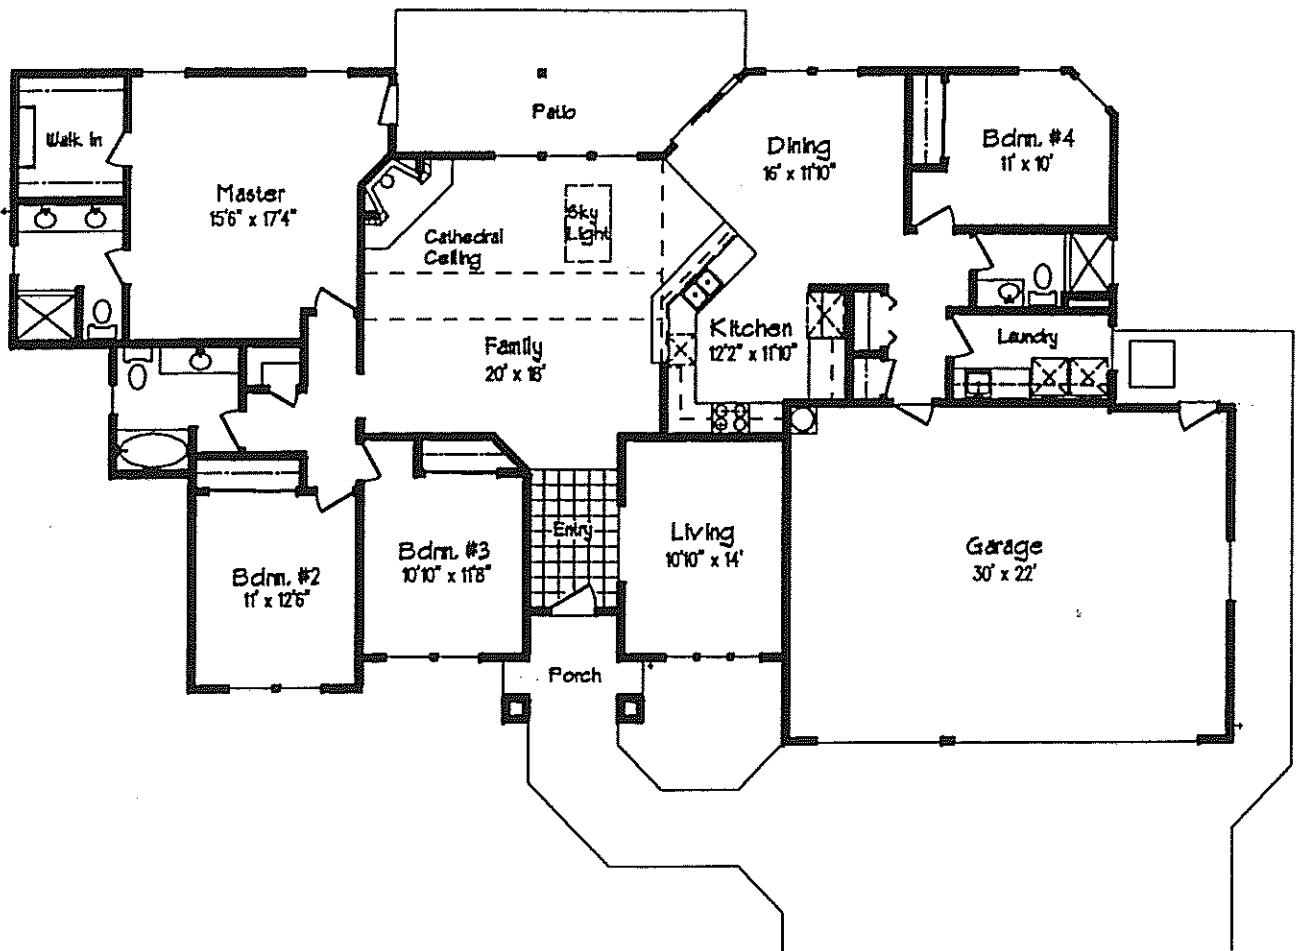 Patio
Walk In
Master
15'6" x 17'4"
Dining
16' x 11'10"
Bdrm. #4
11' x 10'
Sky
Light
Cathedral
Ceiling
Family
20' x 18'
Kitchen
12'2" x 11'10"
Laundry
Bdrm. #2
11' x 12'6"
Bdrm. #3
10'10" x 11'8"
Entry
Living
10'10" x 14'
Garage
30' x 22'
Porch